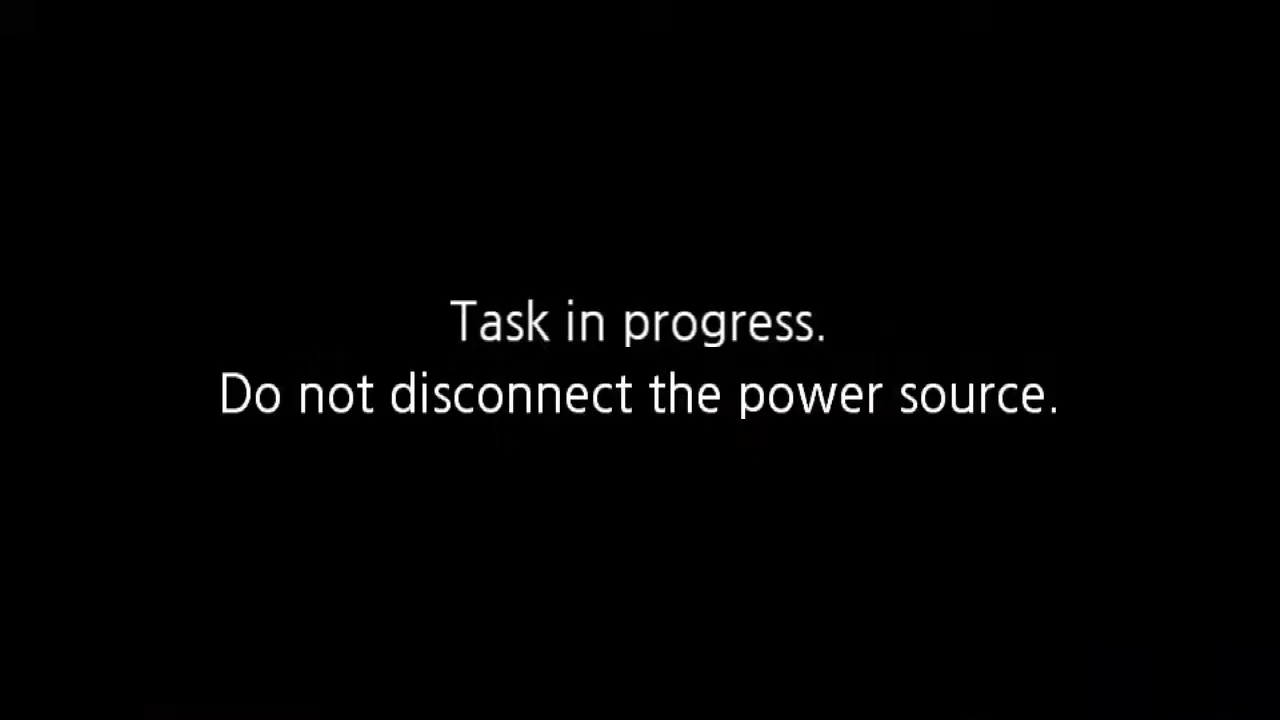 Task in progress.
Do not disconnect the power source.